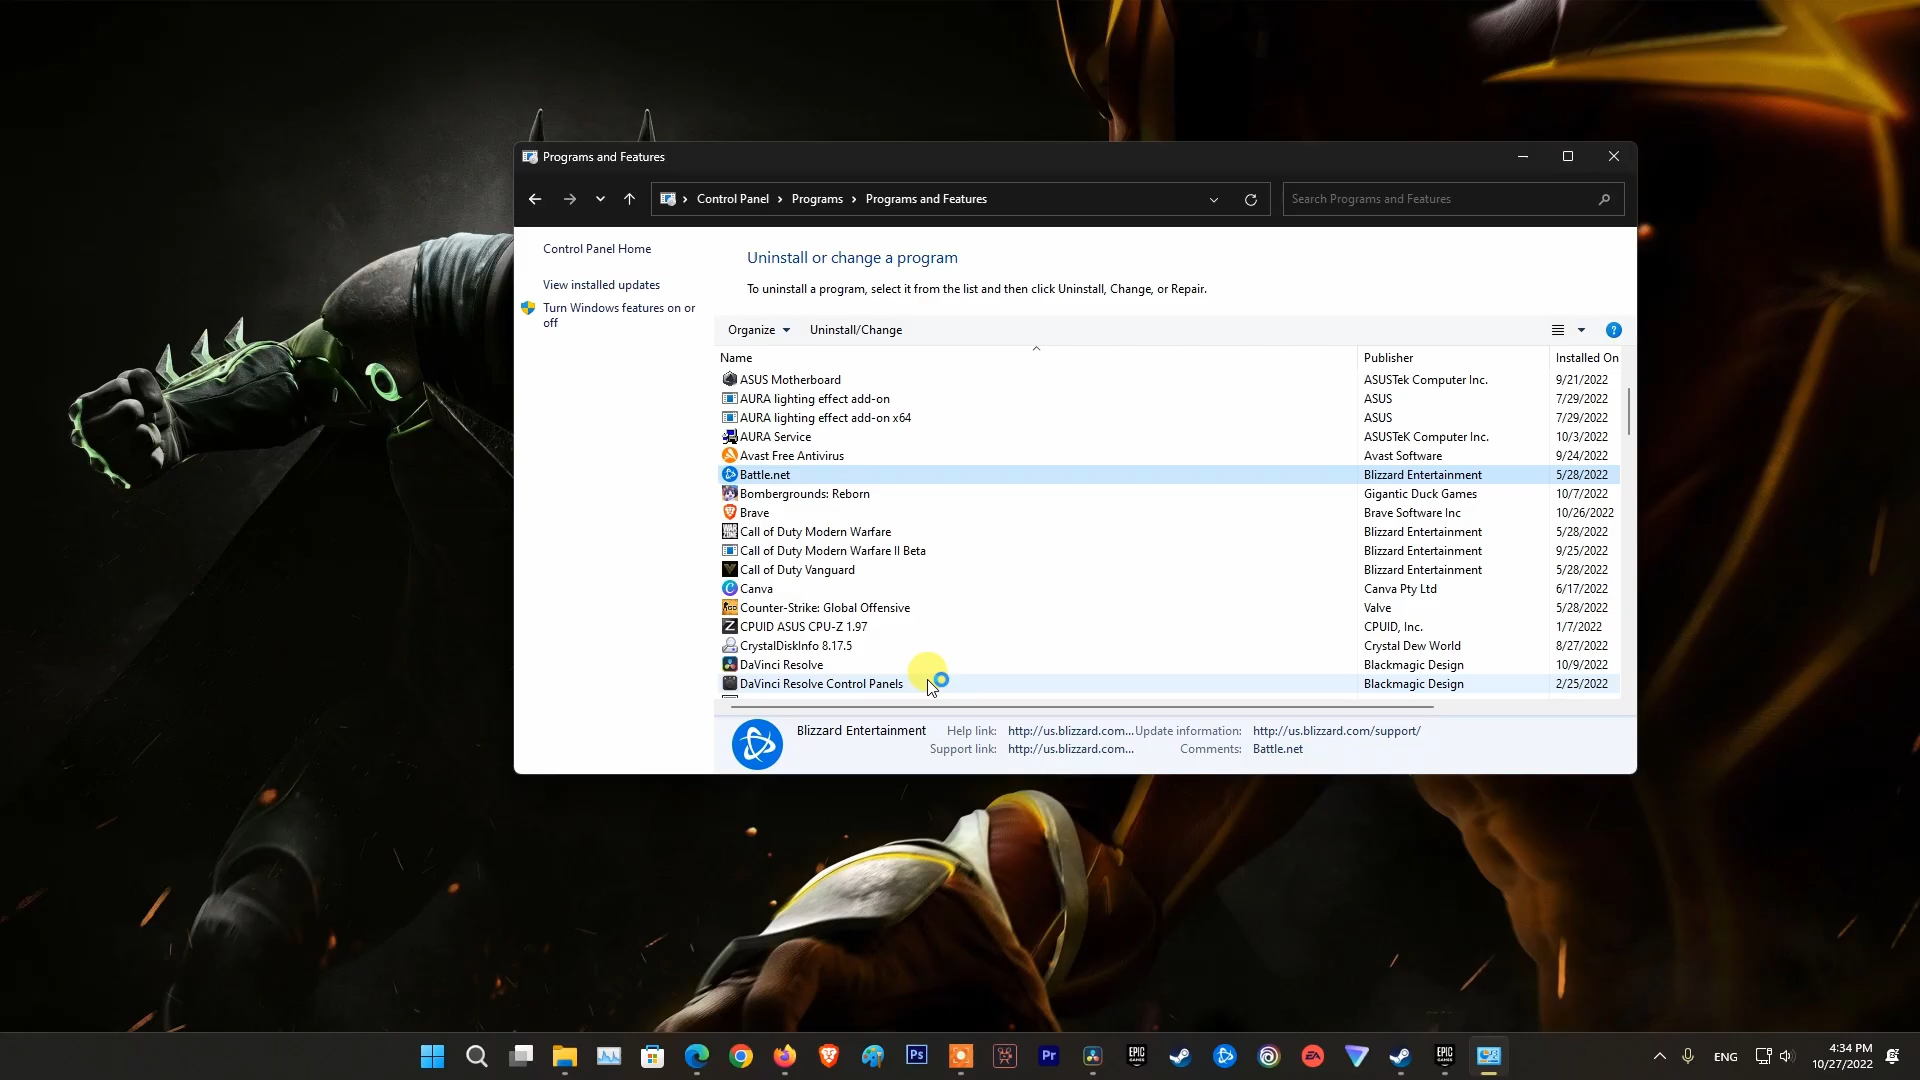 Programs and Features
Control Panel > Programs > Programs and Features
Search Programs and Features
Control Panel Home
View installed updates
Turn Windows features on or
off
Uninstall or change a program
To uninstall a program, select it from the list and then click Uninstall, Change, or Repair.
Organize Uninstall/Change ?
Name Publisher Installed On
ASUS Motherboard ASUSTek Computer Inc. 9/21/2022
AURA lighting effect add-on ASUS 7/29/2022
AURA lighting effect add-on x64 ASUS 7/29/2022
AURA Service ASUSTeK Computer Inc. 10/3/2022
Avast Free Antivirus Avast Software 9/24/2022
Battle.net Blizzard Entertainment 5/28/2022
Bombergrounds: Reborn Gigantic Duck Games 10/7/2022
Brave Brave Software Inc 10/26/2022
Call of Duty Modern Warfare Blizzard Entertainment 5/28/2022
Call of Duty Modern Warfare II Beta Blizzard Entertainment 9/25/2022
Call of Duty Vanguard Blizzard Entertainment 5/28/2022
Canva Canva Pty Ltd 6/17/2022
Counter-Strike: Global Offensive Valve 5/28/2022
CPUID ASUS CPU-Z 1.97 CPUID, Inc. 1/7/2022
CrystalDiskInfo 8.17.5 Crystal Dew World 8/27/2022
DaVinci Resolve Blackmagic Design 10/9/2022
DaVinci Resolve Control Panels Blackmagic Design 2/25/2022
Blizzard Entertainment Help link: http://us.blizzard.com... Update information: http://us.blizzard.com/support/
Support link: http://us.blizzard.com... Comments: Battle.net
Ps Pr EPIC GAMES EA EPIC GAMES
ENG
4:34 PM
10/27/2022